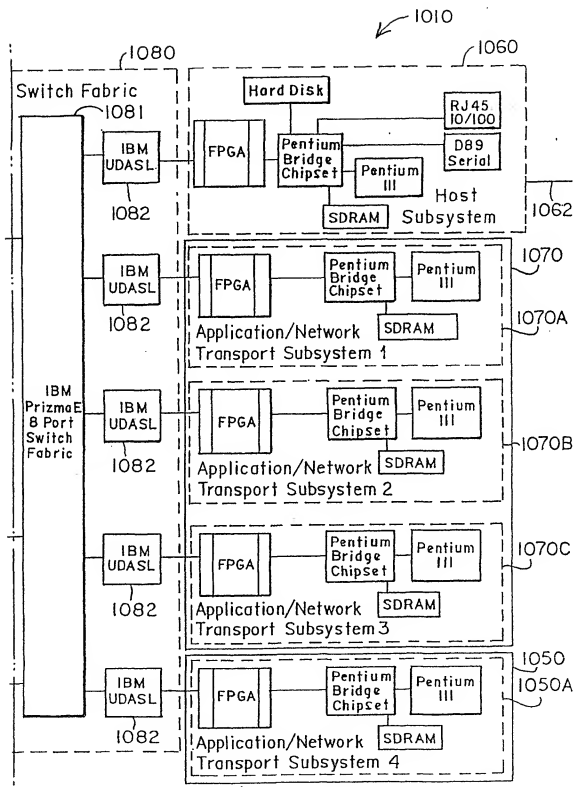 1010
1080
1060
Switch Fabric
1081
Hard Disk
RJ45
10/100
IBM
UDASL
FPGA
Pentium
Bridge
Chipset
D89
Serial
Pentium
III
Host
Subsystem
1082
SDRAM
1062
IBM
UDASL
FPGA
Pentium
Bridge
Chipset
Pentium
III
1070
1082
SDRAM
1070A
Application/Network
Transport Subsystem 1
IBM
PrizmaE
8 Port
Switch
Fabric
IBM
UDASL
FPGA
Pentium
Bridge
Chipset
Pentium
III
1070B
1082
SDRAM
Application/Network
Transport Subsystem 2
IBM
UDASL
FPGA
Pentium
Bridge
Chipset
Pentium
III
1070C
1082
SDRAM
Application/Network
Transport Subsystem 3
IBM
UDASL
FPGA
Pentium
Bridge
Chipset
Pentium
III
1050
1050A
1082
SDRAM
Application/Network
Transport Subsystem 4